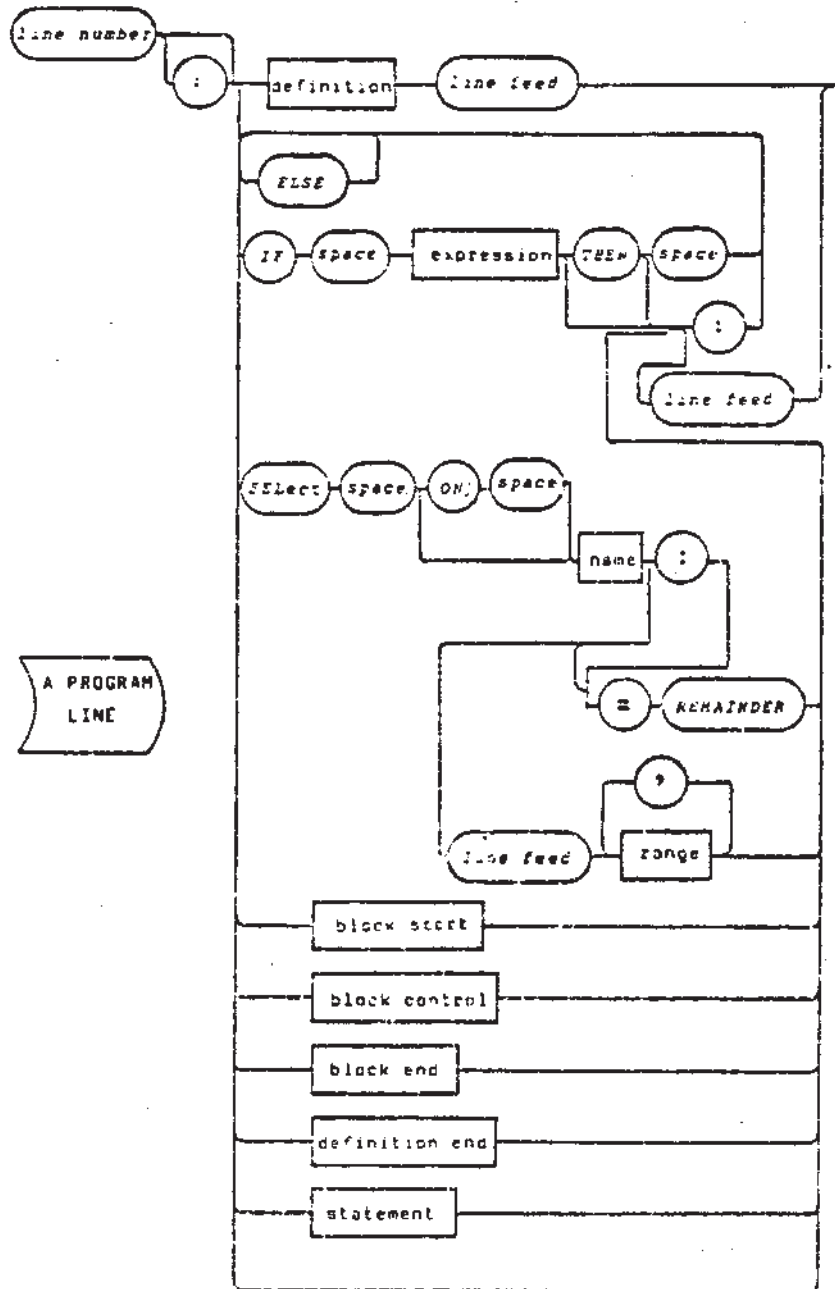 line number
:
definition line feed
ELSE
IF space expression THEN space
:
line feed
SELect space ON space
name :
A PROGRAM
LINE
= REMAINDER
,
line feed range
block start
block control
block end
definition end
statement